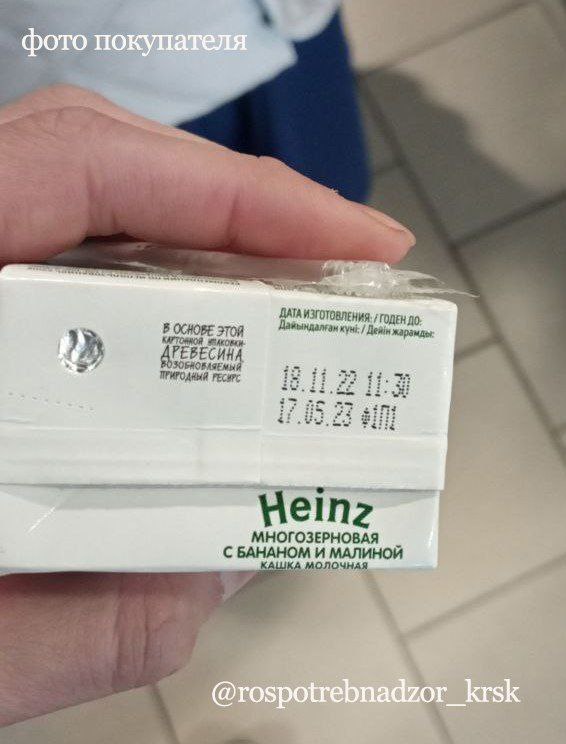 фото покупателя
В ОСНОВЕ ЭТОЙ
КАРТОННОЙ УПАКОВКИ-
ДРЕВЕСИНА
ВОЗОБНОВЛЯЕМЫЙ
ПРИРОДНЫЙ РЕСУРС
ДАТА ИЗГОТОВЛЕНИЯ: / ГОДЕН ДО:
Дайындалған күні: / Дейін жарамды:
18.11.22 11:30
17.05.23 Ф1П1
Heinz
МНОГОЗЕРНОВАЯ
С БАНАНОМ И МАЛИНОЙ
КАШКА МОЛОЧНАЯ
@rospotrebnadzor_krsk